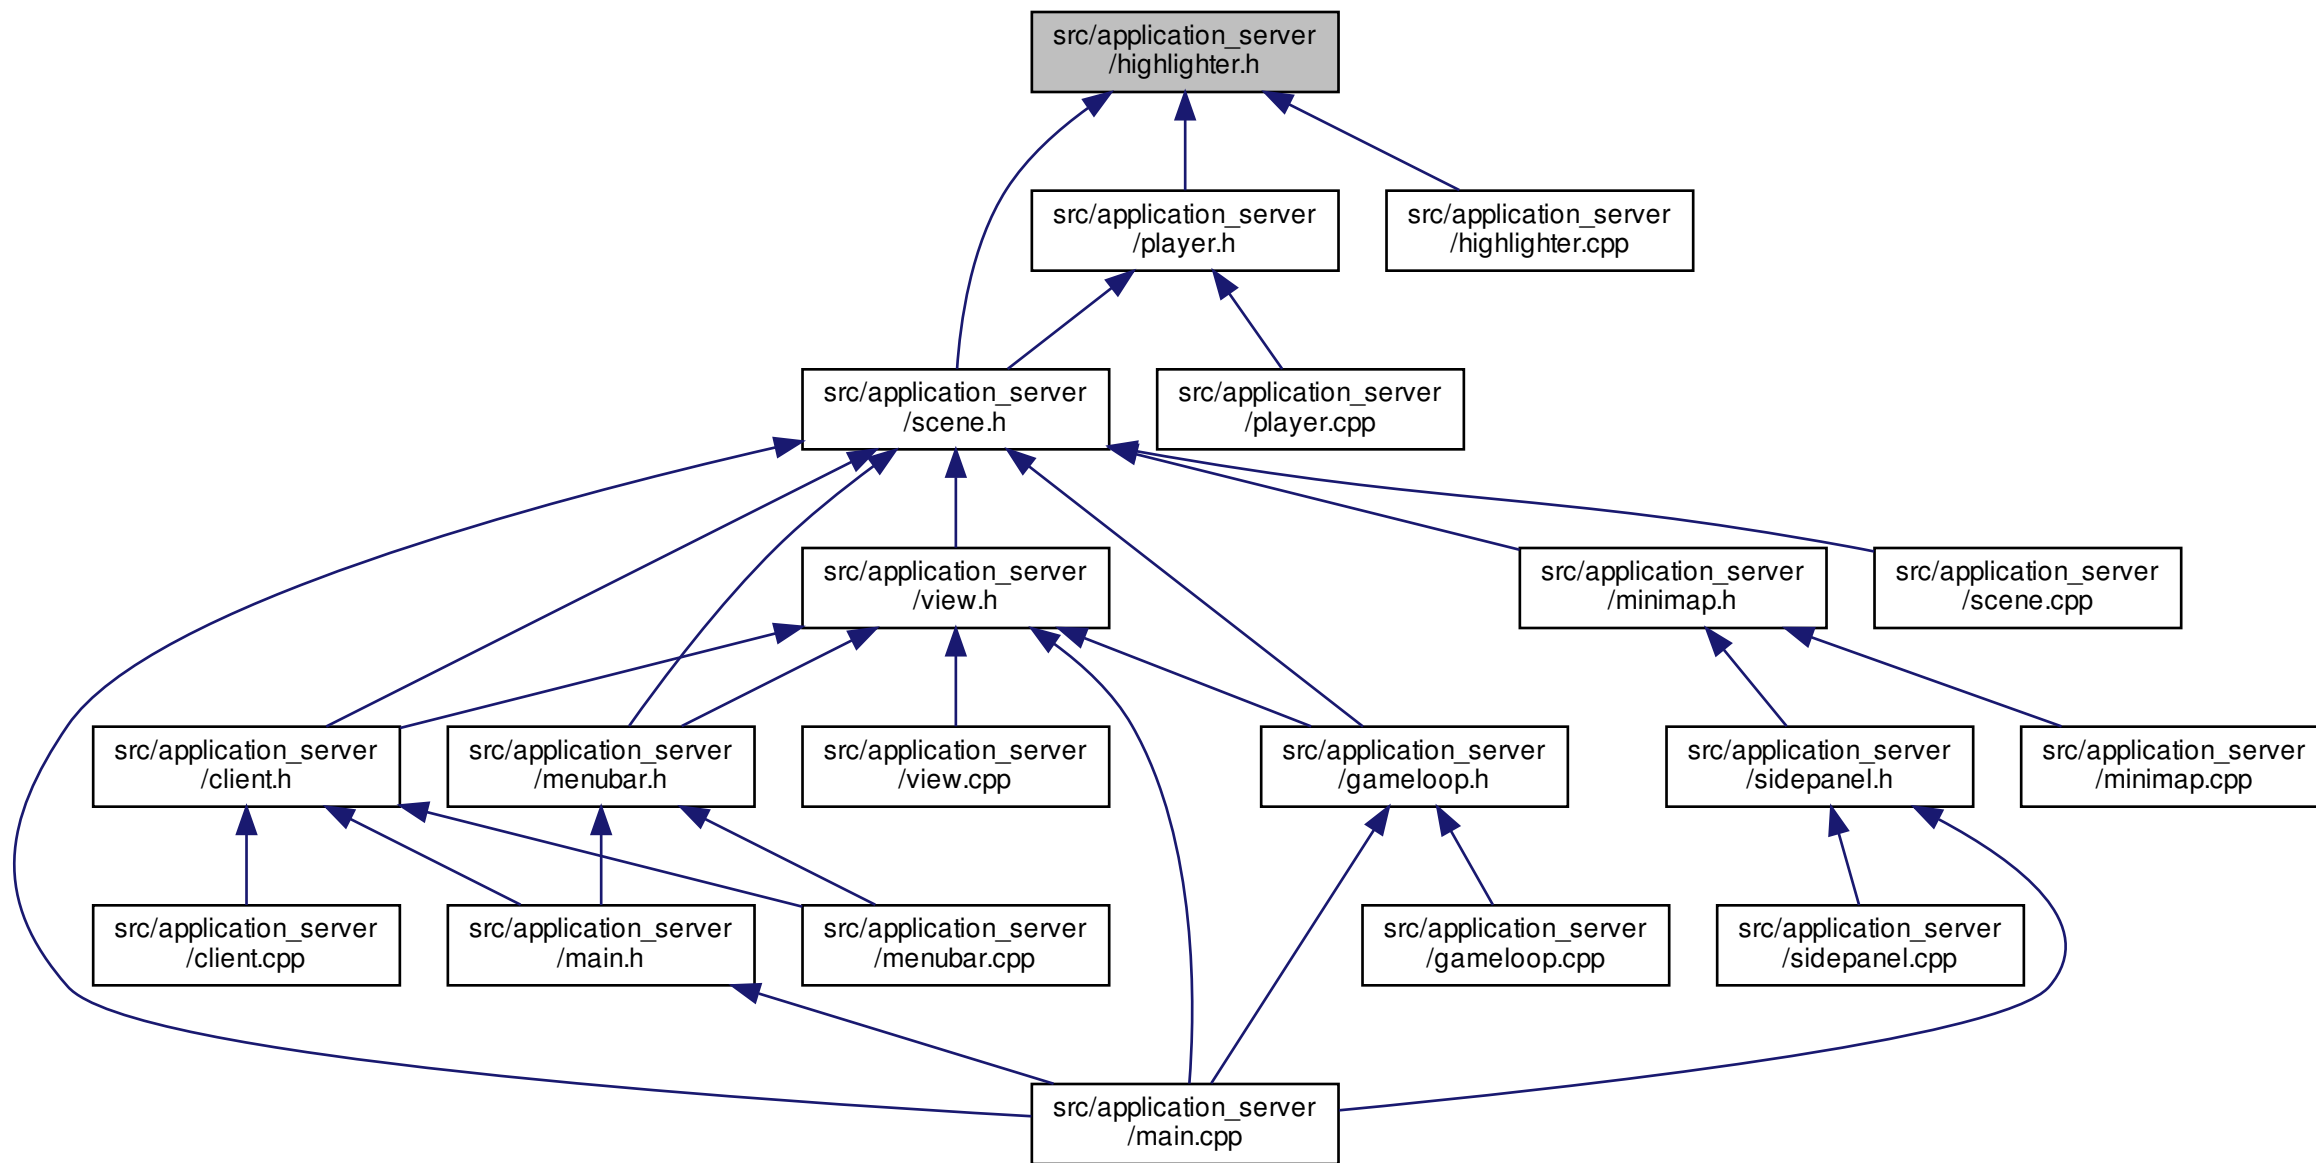 src/application_server
/highlighter.h
src/application_server
/player.h
src/application_server
/highlighter.cpp
src/application_server
/scene.h
src/application_server
/player.cpp
src/application_server
/view.h
src/application_server
/minimap.h
src/application_server
/scene.cpp
src/application_server
/client.h
src/application_server
/menubar.h
src/application_server
/view.cpp
src/application_server
/gameloop.h
src/application_server
/sidepanel.h
src/application_server
/minimap.cpp
src/application_server
/client.cpp
src/application_server
/main.h
src/application_server
/menubar.cpp
src/application_server
/gameloop.cpp
src/application_server
/sidepanel.cpp
src/application_server
/main.cpp